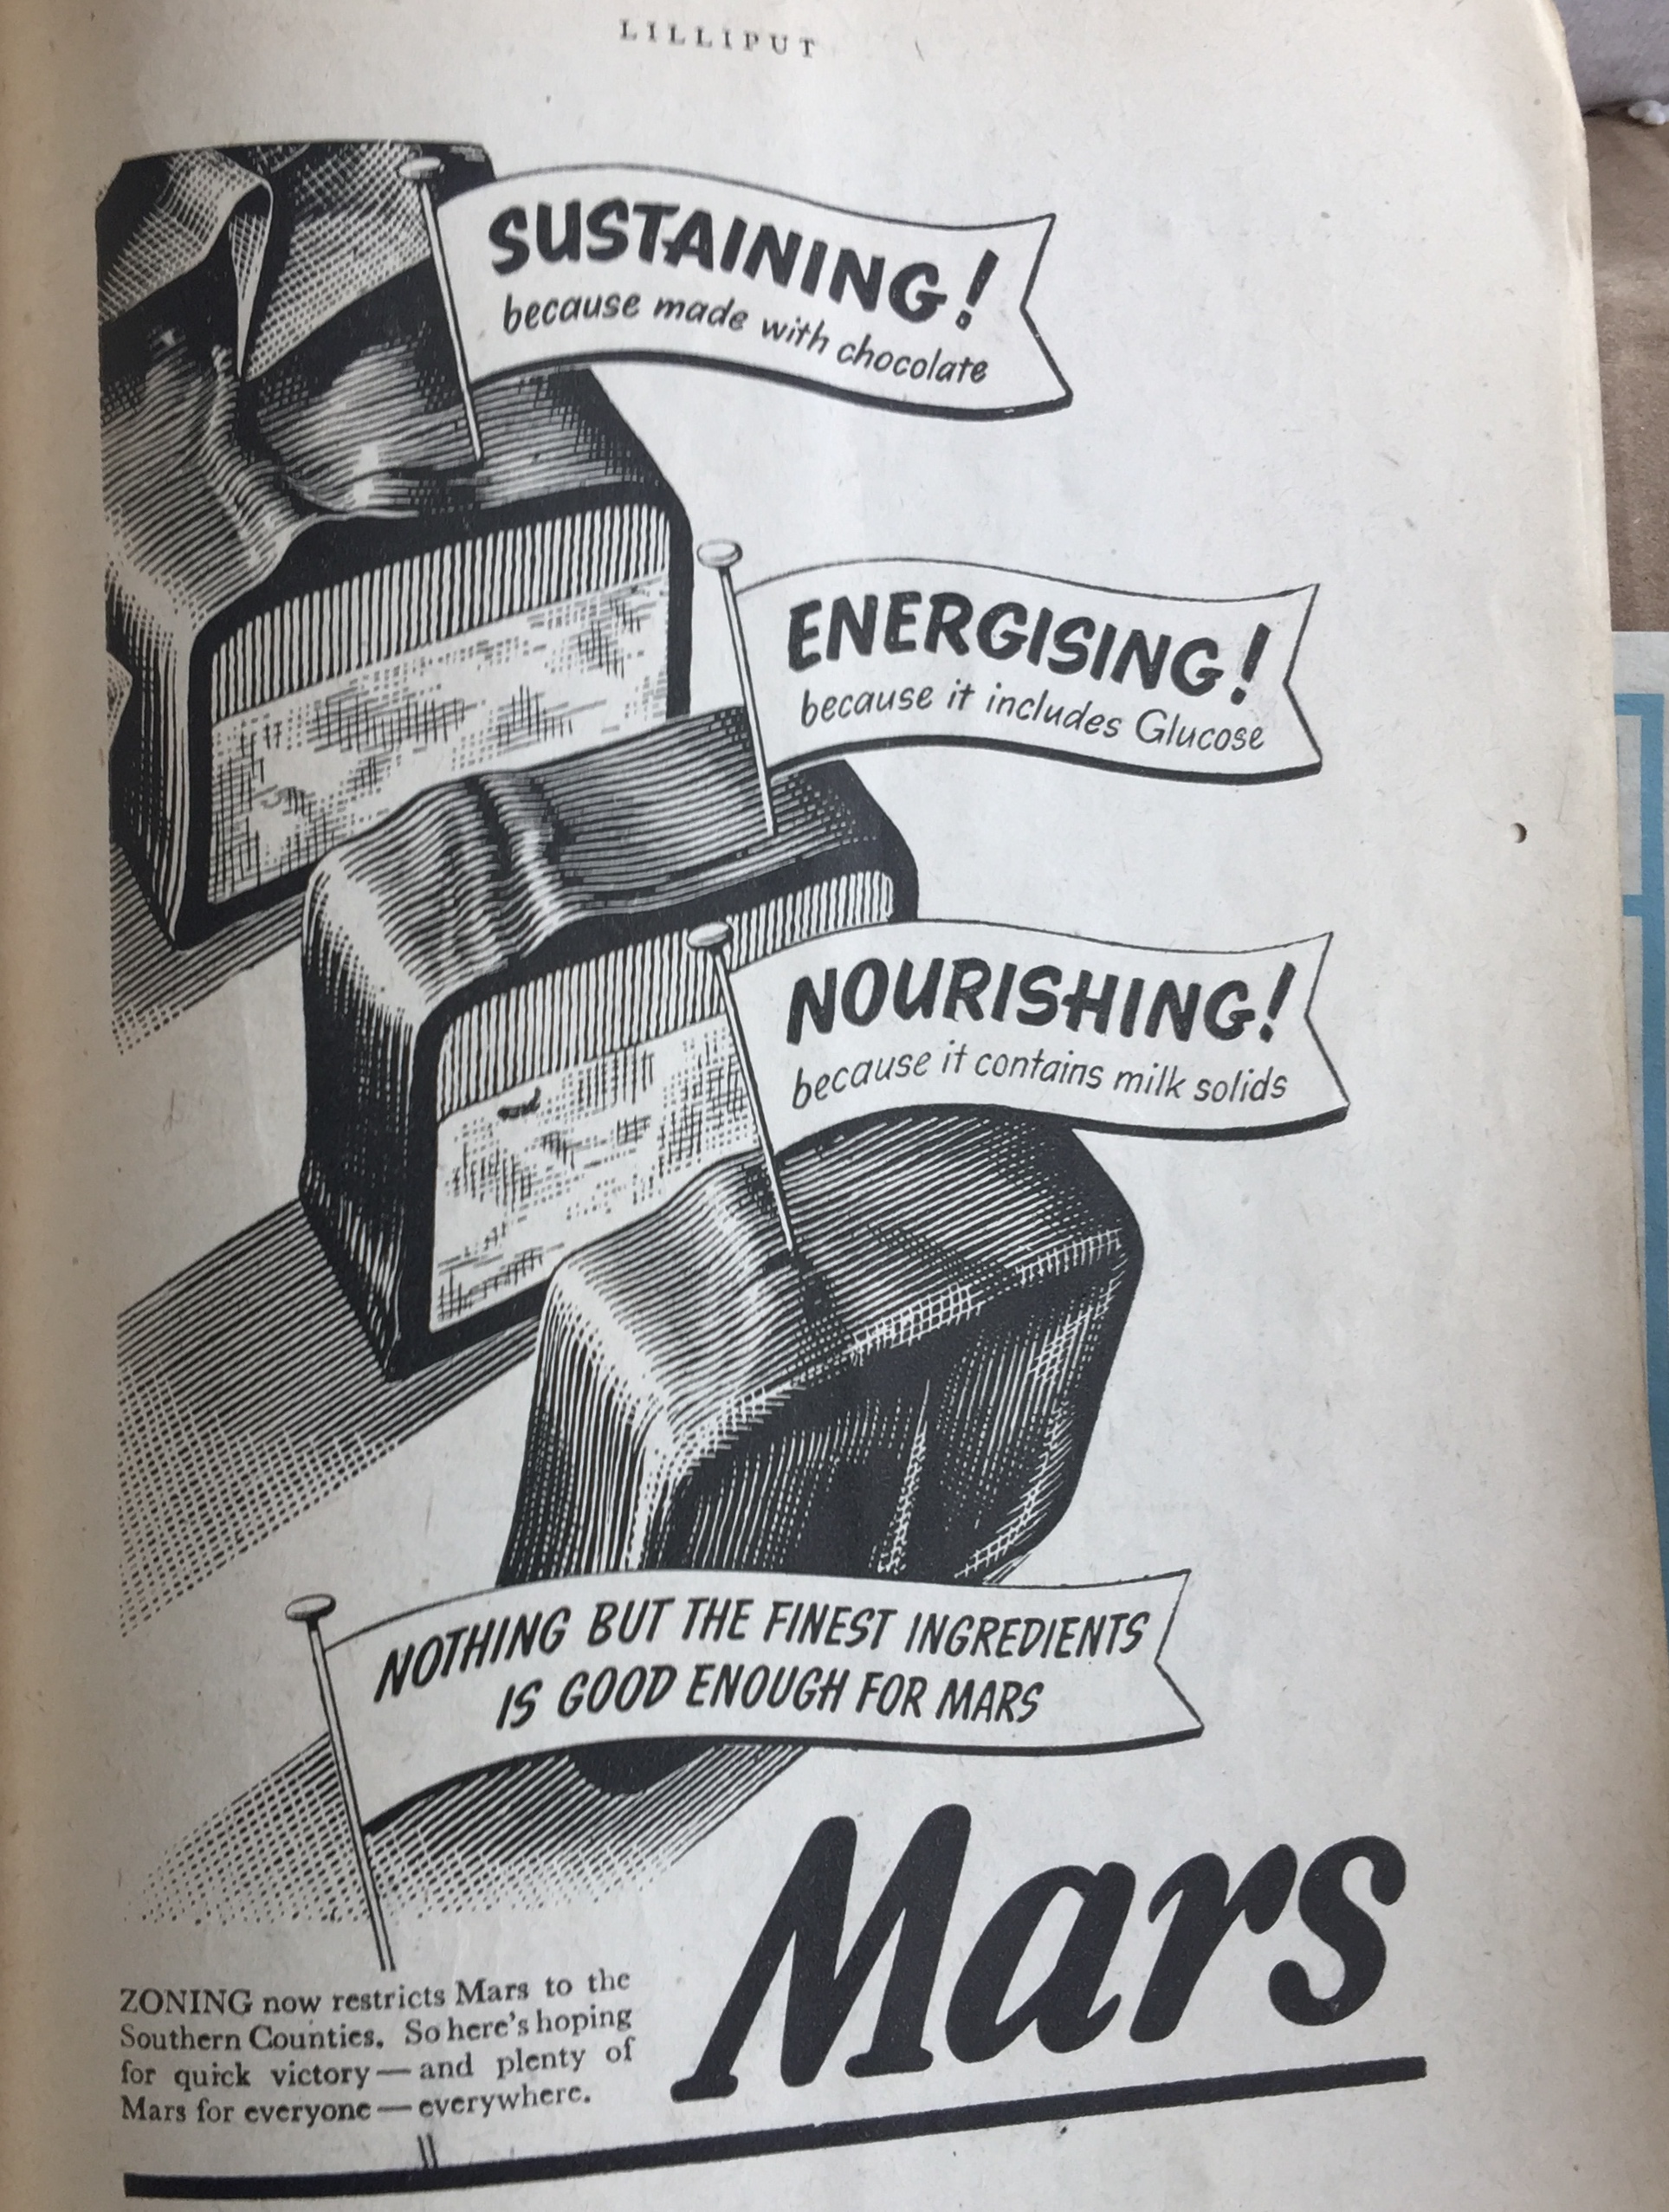 LILLIPUT
SUSTAINING!
because made with chocolate
ENERGISING!
because it includes Glucose
NOURISHING!
because it contains milk solids
NOTHING BUT THE FINEST INGREDIENTS
IS GOOD ENOUGH FOR MARS
ZONING now restricts Mars to the
Southern Counties. So here's hoping
for quick victory — and plenty of
Mars for everyone — everywhere.
Mars